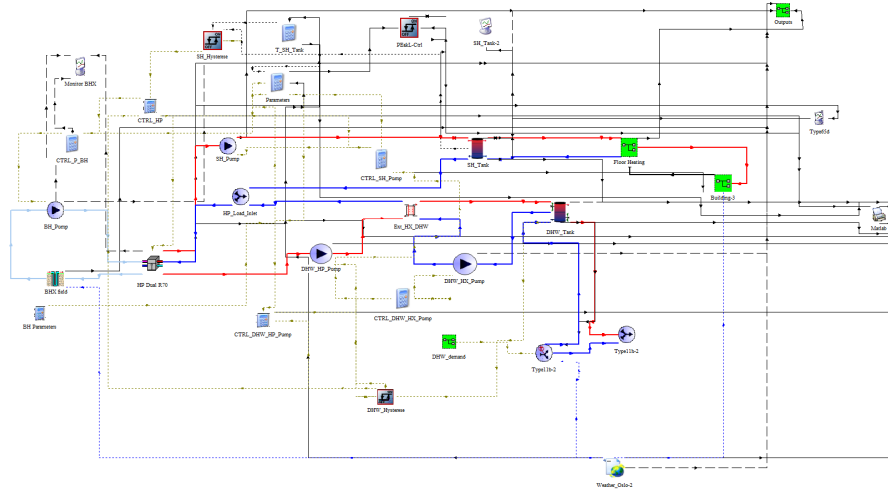 Outputs
SH_Hysterese
T_SH_Tank
PEakL-Ctrl
SH_Tank-2
Monitor BHX
Parameters
CTRL_HP
Type65d
CTRL_P_BH
SH_Pump
SH_Tank
Floor Heating
CTRL_SH_Pump
Building-3
HP_Load_Inlet
BH_Pump
Ext_HX_DHW
DHW_Tank
Matlab
BHX field
HP Dual R70
DHW_HP_Pump
DHW_HX_Pump
BH Parameters
CTRL_DHW_HP_Pump
CTRL_DHW_HX_Pump
DHW_demand
Type11b-2
Type11h-2
DHW_Hysterese
Weather_Oslo-2